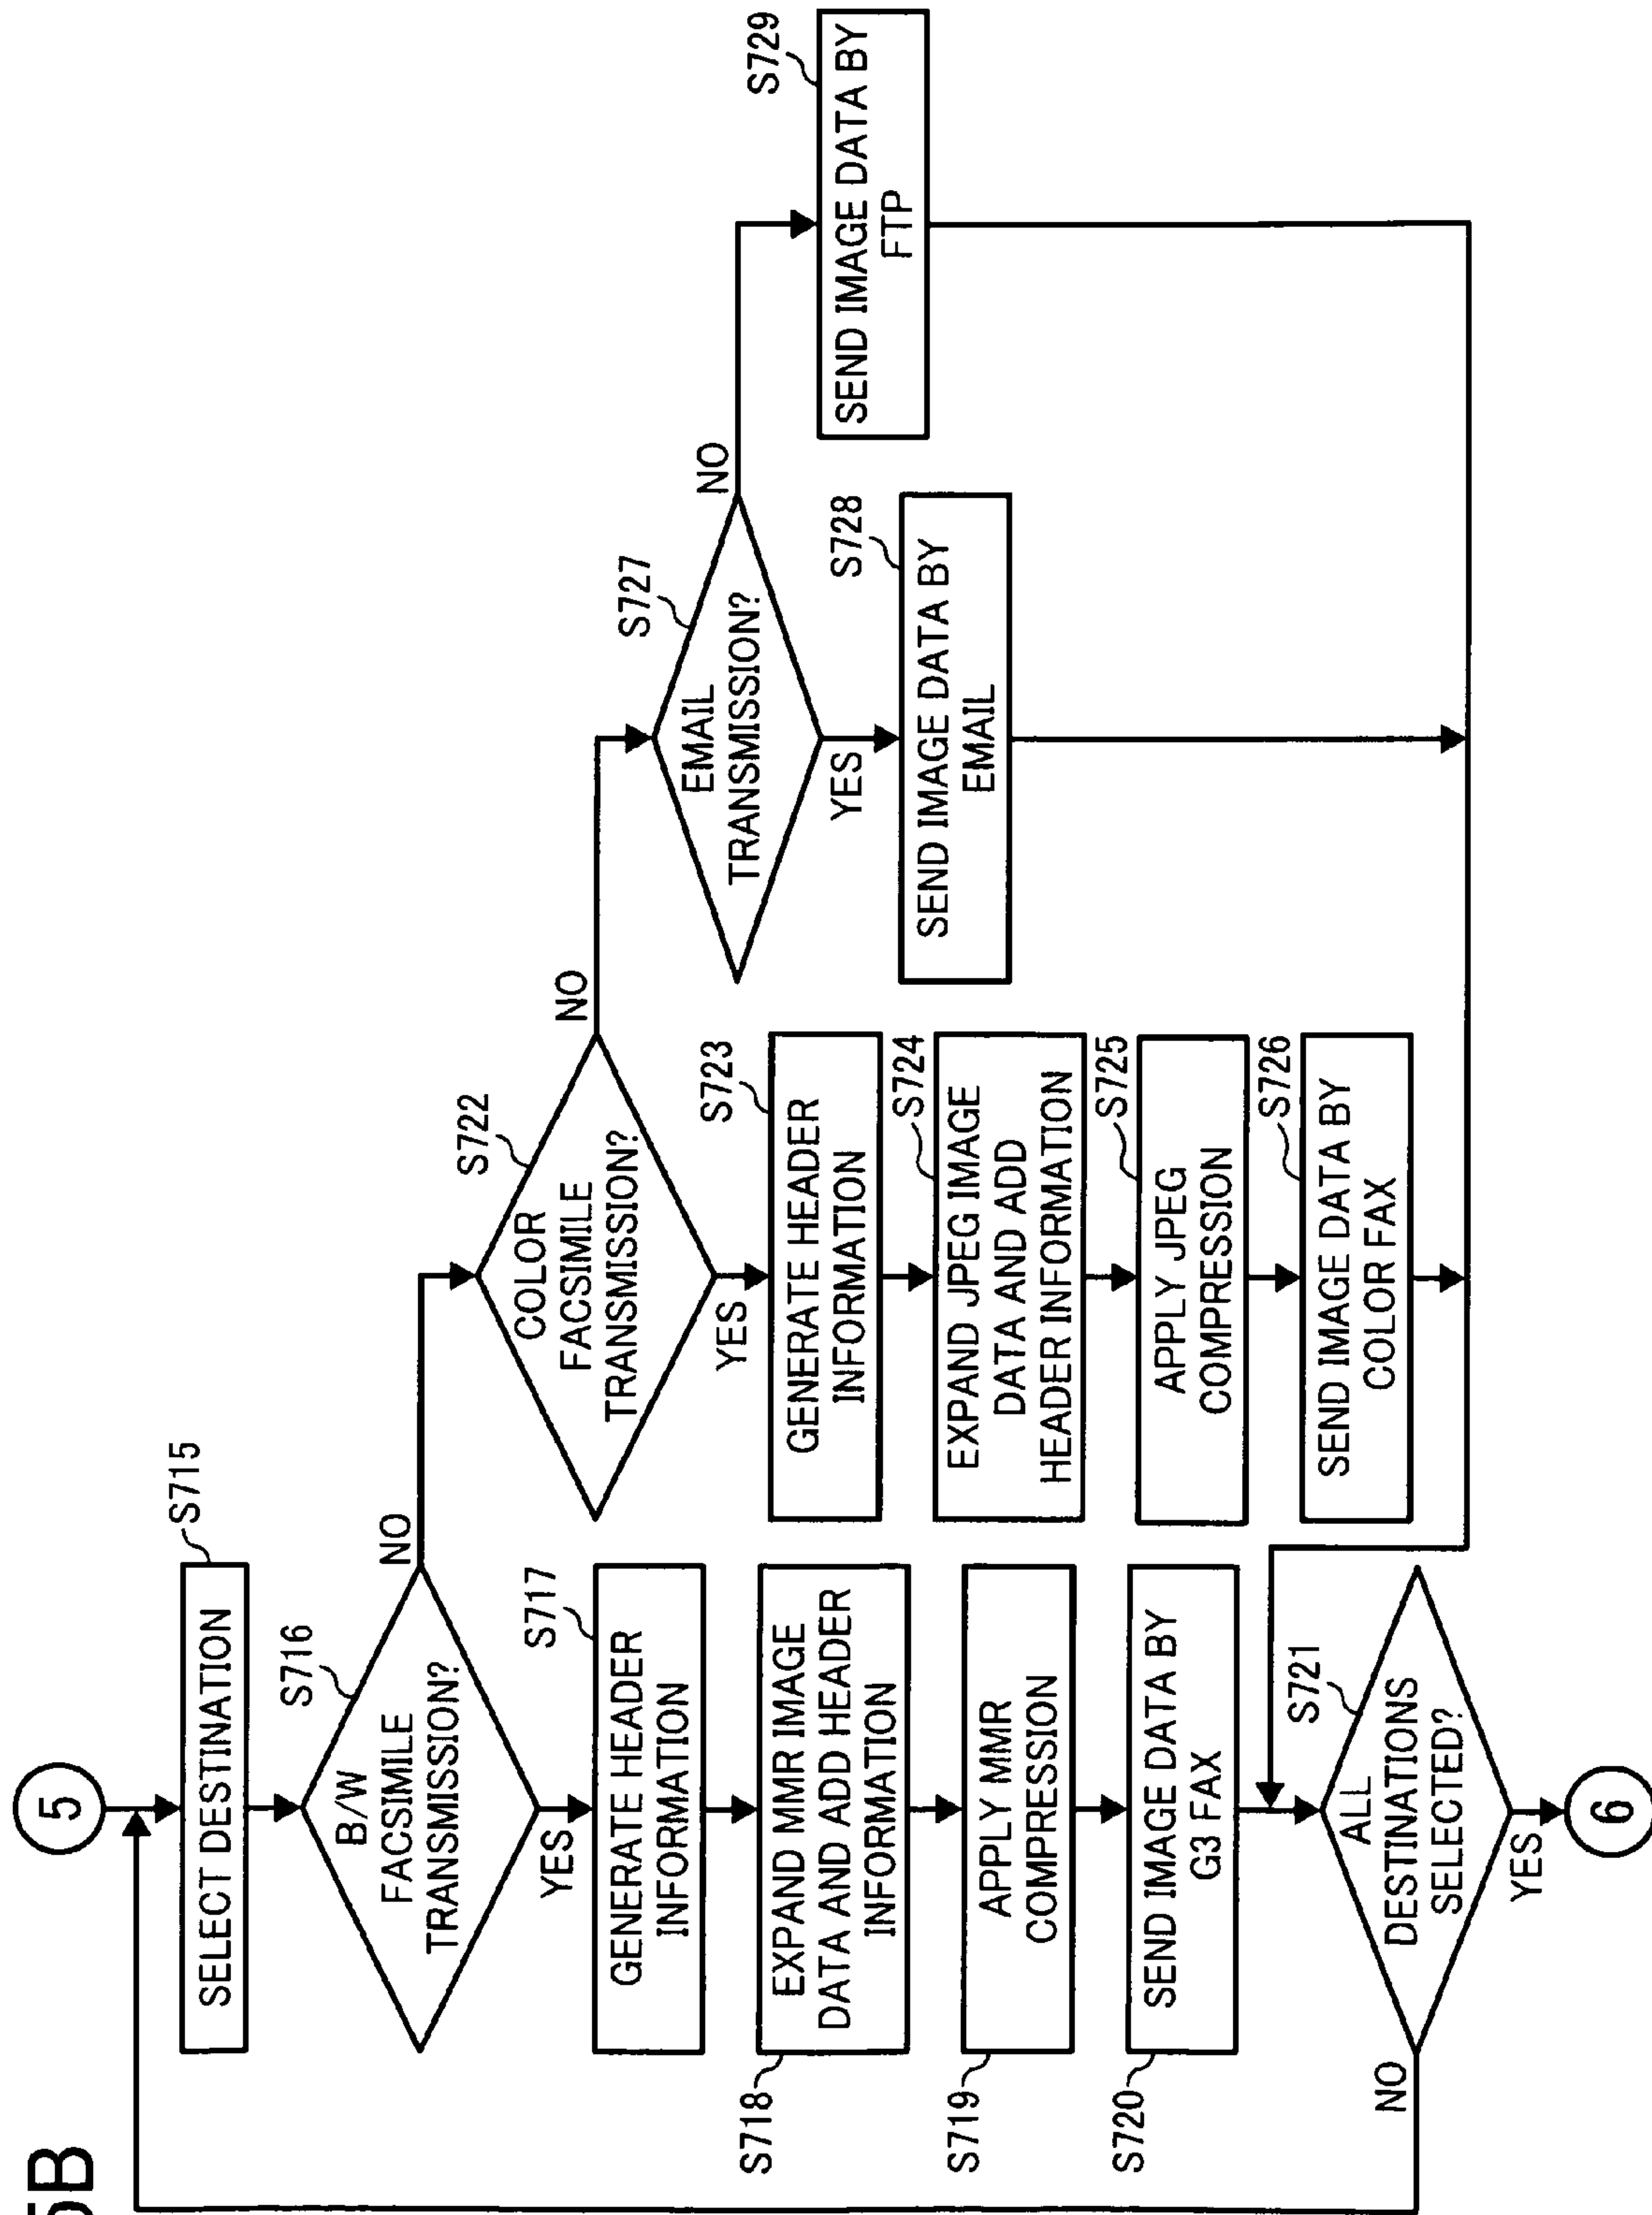 5B
5
S715
SELECT DESTINATION
S716
B/W
FACSIMILE
TRANSMISSION?
NO
YES
S717
GENERATE HEADER
INFORMATION
S718
EXPAND MMR IMAGE
DATA AND ADD HEADER
INFORMATION
S719
APPLY MMR
COMPRESSION
S720
SEND IMAGE DATA BY
G3 FAX
S721
ALL
DESTINATIONS
SELECTED?
NO
YES
6
S722
COLOR
FACSIMILE
TRANSMISSION?
NO
YES
S723
GENERATE HEADER
INFORMATION
S724
EXPAND JPEG IMAGE
DATA AND ADD
HEADER INFORMATION
S725
APPLY JPEG
COMPRESSION
S726
SEND IMAGE DATA BY
COLOR FAX
S727
EMAIL
TRANSMISSION?
NO
YES
S728
SEND IMAGE DATA BY
EMAIL
S729
SEND IMAGE DATA BY
FTP